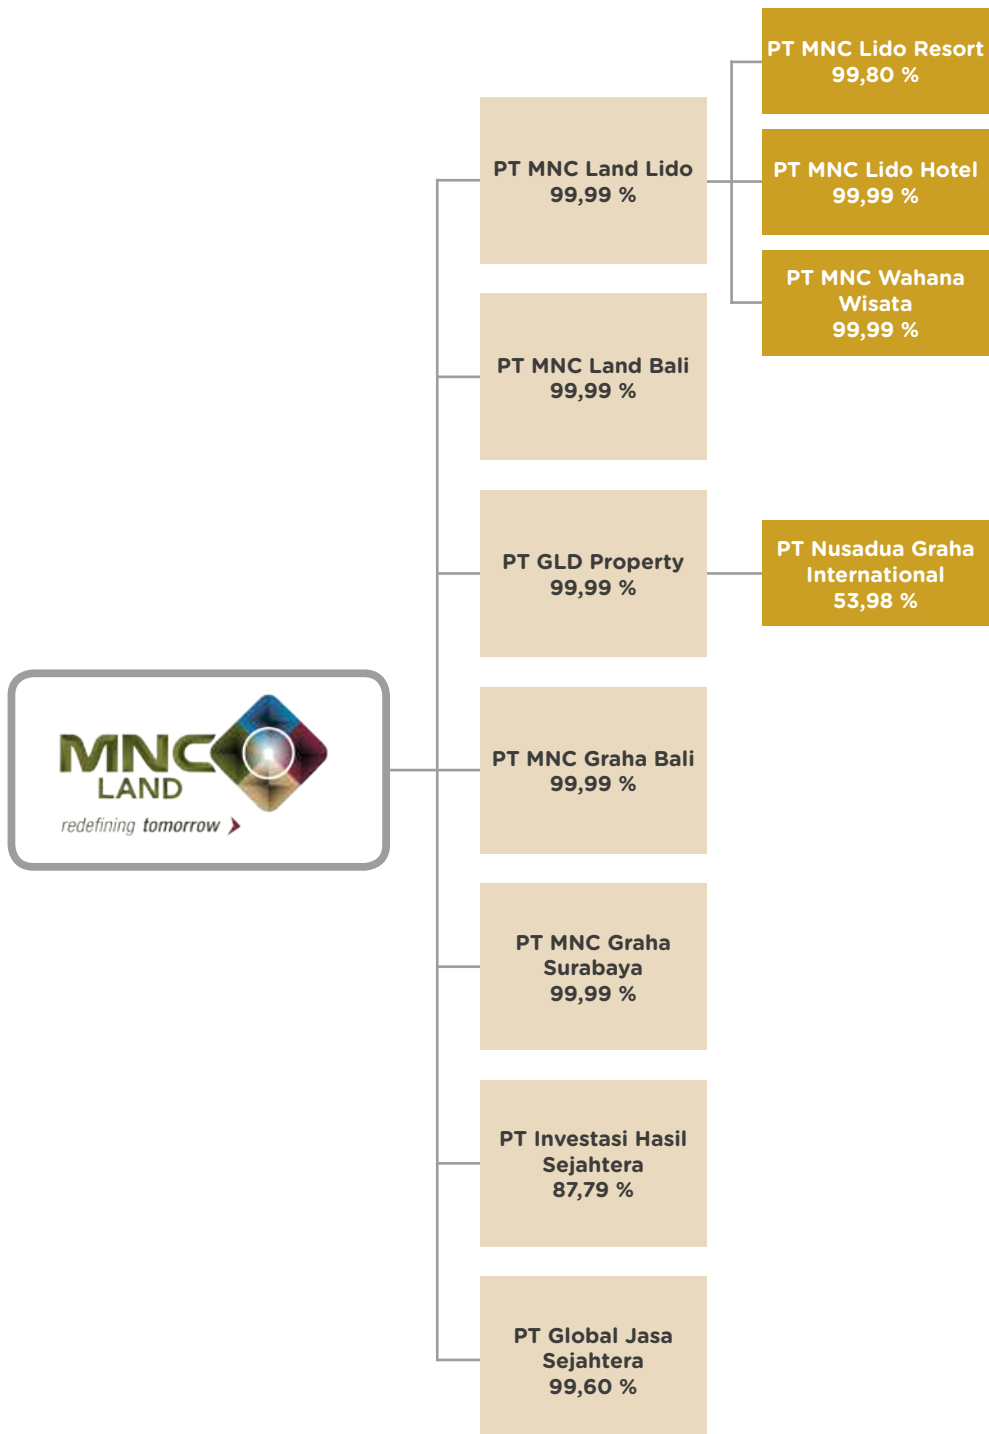 MNC
LAND
redefining tomorrow
PT MNC Land Lido
99,99 %
PT MNC Lido Resort
99,80 %
PT MNC Lido Hotel
99,99 %
PT MNC Wahana
Wisata
99,99 %
PT MNC Land Bali
99,99 %
PT GLD Property
99,99 %
PT Nusadua Graha
International
53,98 %
PT MNC Graha Bali
99,99 %
PT MNC Graha
Surabaya
99,99 %
PT Investasi Hasil
Sejahtera
87,79 %
PT Global Jasa
Sejahtera
99,60 %